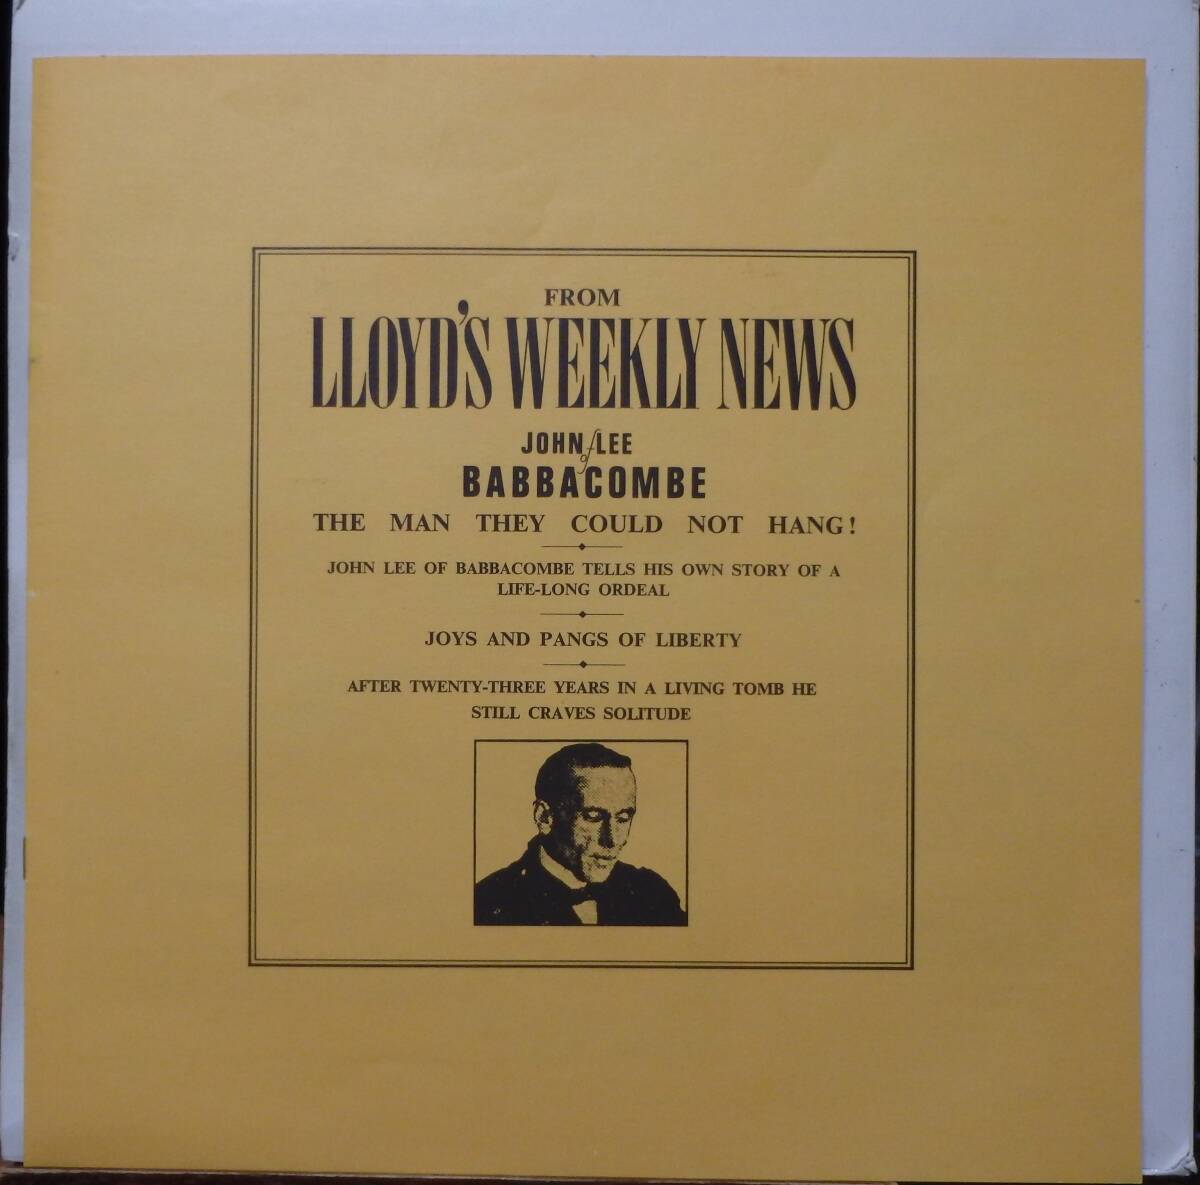 FROM
LLOYD'S WEEKLY NEWS
JOHN LEE
of
BABBACOMBE
THE MAN THEY COULD NOT HANG!
JOHN LEE OF BABBACOMBE TELLS HIS OWN STORY OF A
LIFE-LONG ORDEAL
JOYS AND PANGS OF LIBERTY
AFTER TWENTY-THREE YEARS IN A LIVING TOMB HE
STILL CRAVES SOLITUDE